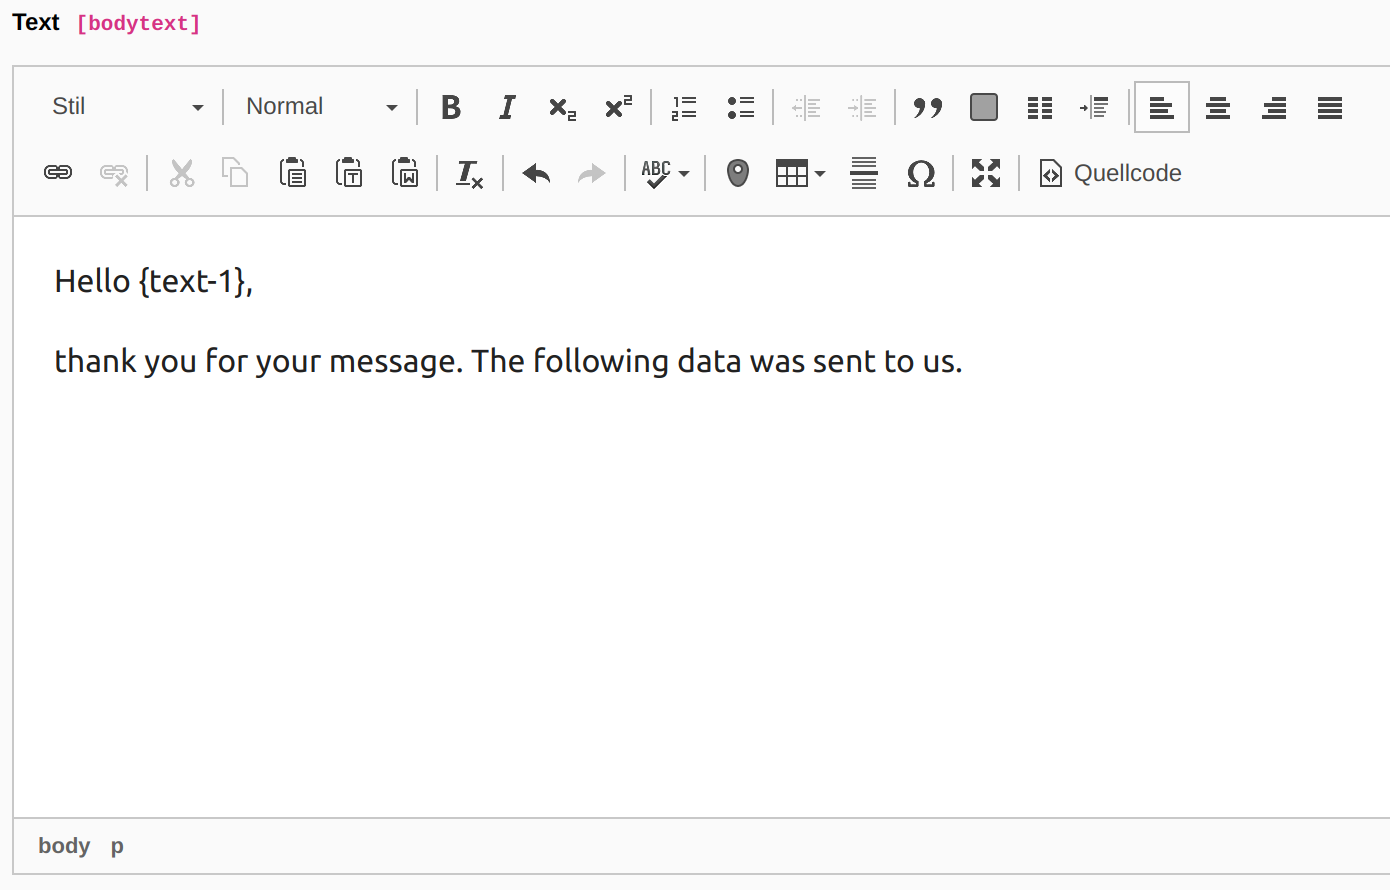 Text [bodytext]
Stil Normal
ABC Quellcode
Hello {text-1},
thank you for your message. The following data was sent to us.
body p